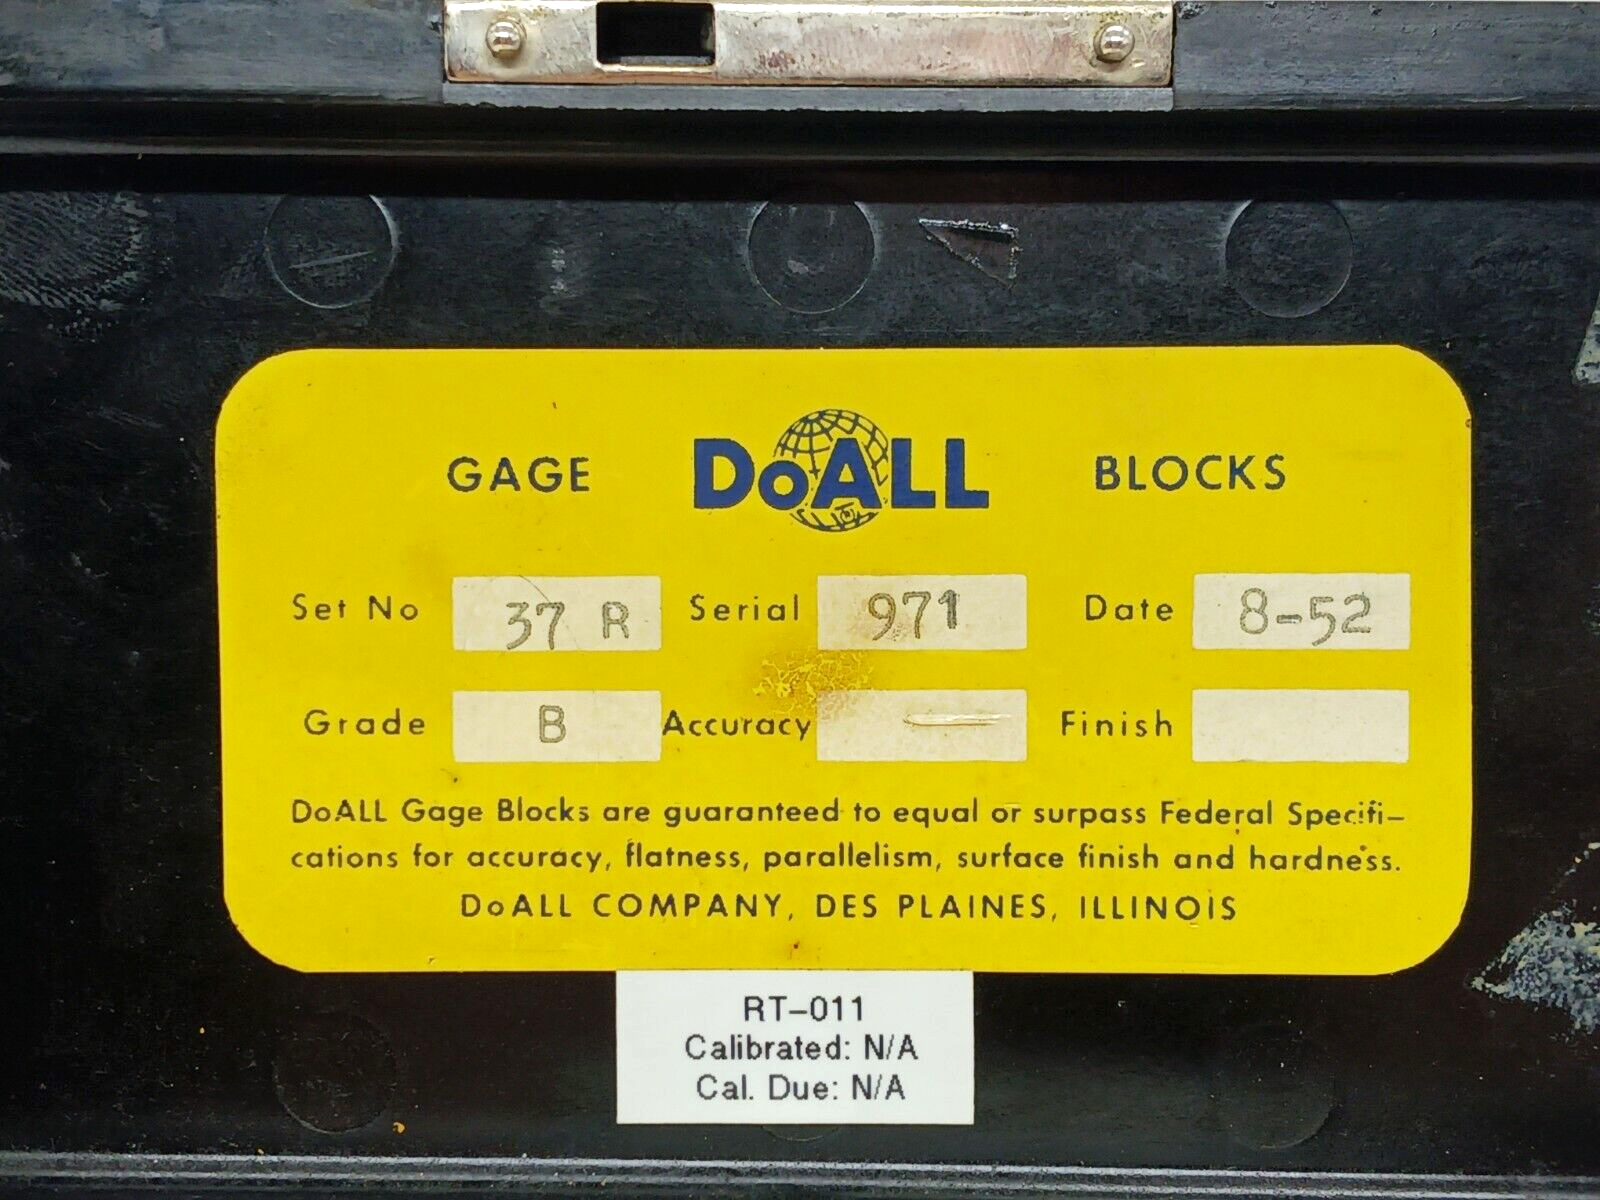 GAGE DoALL BLOCKS
Set No 37 R Serial 971 Date 8-52
Grade B Accuracy — Finish
DoALL Gage Blocks are guaranteed to equal or surpass Federal Specifi-
cations for accuracy, flatness, parallelism, surface finish and hardness.
DoALL COMPANY, DES PLAINES, ILLINOIS
RT-011
Calibrated: N/A
Cal. Due: N/A